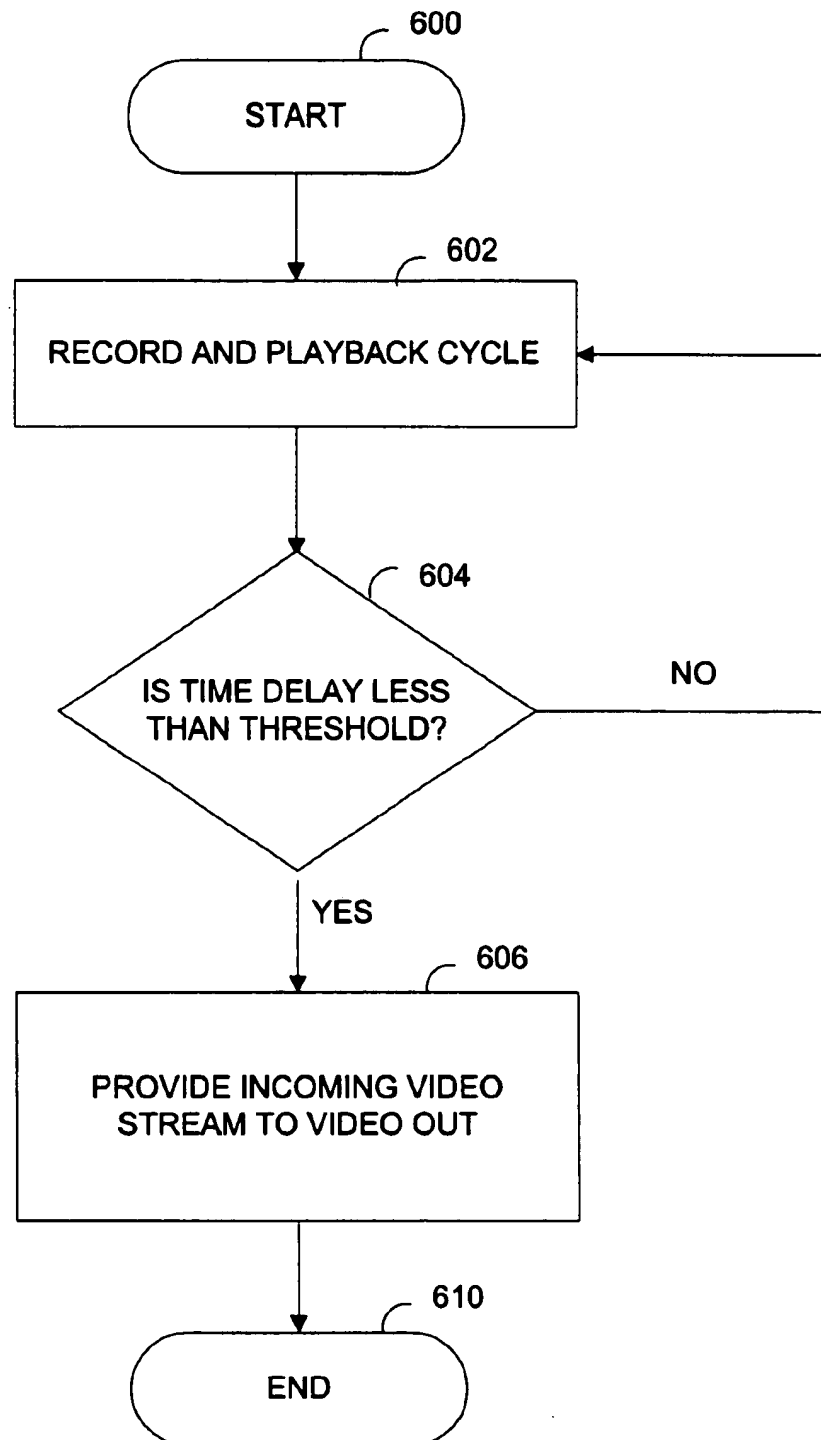 600
START
602
RECORD AND PLAYBACK CYCLE
604
IS TIME DELAY LESS
THAN THRESHOLD?
NO
YES
606
PROVIDE INCOMING VIDEO
STREAM TO VIDEO OUT
610
END